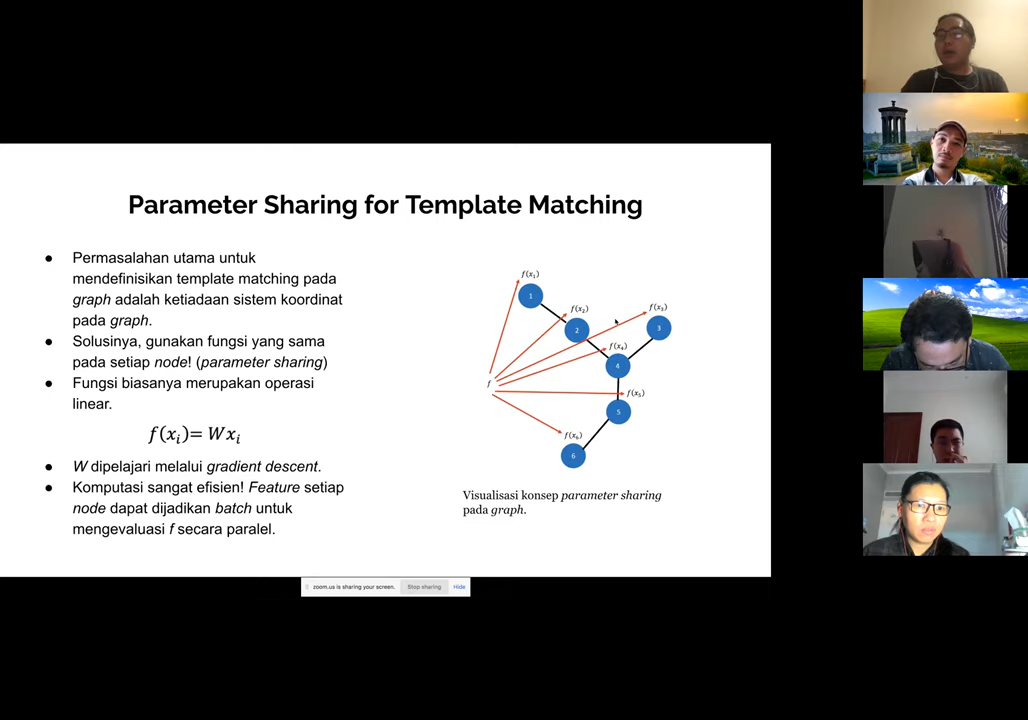 Parameter Sharing for Template Matching
● Permasalahan utama untuk
mendefinisikan template matching pada
graph adalah ketiadaan sistem koordinat
pada graph.
● Solusinya, gunakan fungsi yang sama
pada setiap node! (parameter sharing)
● Fungsi biasanya merupakan operasi
linear.
f(xᵢ)= Wxᵢ
● W dipelajari melalui gradient descent.
● Komputasi sangat efisien! Feature setiap
node dapat dijadikan batch untuk
mengevaluasi f secara paralel.
f(x₁)
1
f(x₂)
2
f(x₃)
3
f(x₄)
4
f
f(x₅)
5
f(x₆)
6
Visualisasi konsep parameter sharing
pada graph.
zoom.us is sharing your screen. Stop sharing Hide